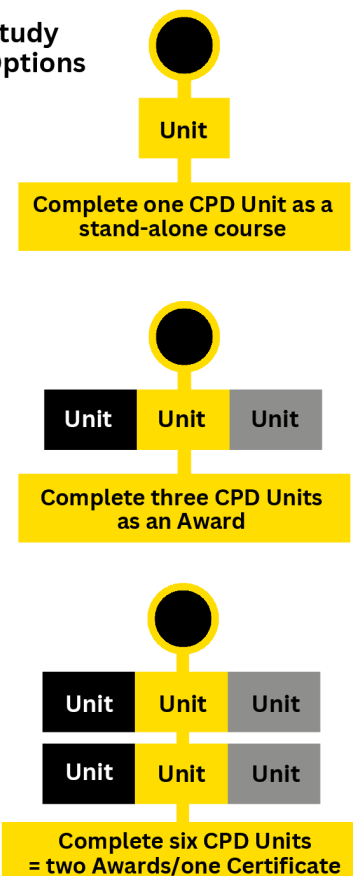 tudy
ptions
Unit
Complete one CPD Unit as a
stand-alone course
Unit Unit Unit
Complete three CPD Units
as an Award
Unit Unit Unit
Unit Unit Unit
Complete six CPD Units
= two Awards/one Certificate